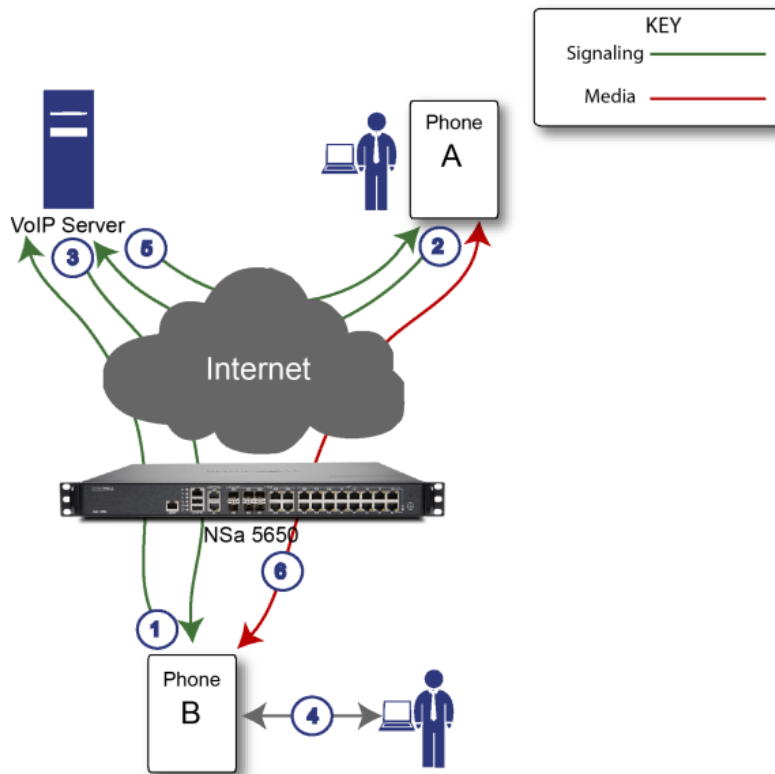 KEY
Signaling
Media
Phone
A
VoIP Server
3
5
2
Internet
NSa 5650
6
1
Phone
B
4